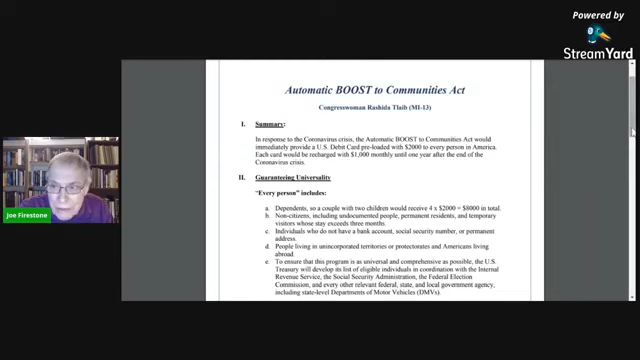 Powered by
StreamYard
Automatic BOOST to Communities Act
Congresswoman Rashida Tlaib (MI-13)
I. Summary:
In response to the Coronavirus crisis, the Automatic BOOST to Communities Act would
immediately provide a U.S. Debit Card pre-loaded with $2000 to every person in America.
Each card would be recharged with $1,000 monthly until one year after the end of the
Coronavirus crisis.
II. Guaranteeing Universality
"Every person" includes:
a. Dependents, so a couple with two children would receive 4 x $2000 = $8000 in total.
b. Non-citizens, including undocumented people, permanent residents, and temporary
visitors whose stay exceeds three months.
c. Individuals who do not have a bank account, social security number, or permanent
address.
d. People living in unincorporated territories or protectorates and Americans living
abroad.
e. To ensure that this program is as universal and comprehensive as possible, the U.S.
Treasury will develop its list of eligible individuals in coordination with the Internal
Revenue Service, the Social Security Administration, the Federal Election
Commission, and every other relevant federal, state, and local government agency,
including state-level Departments of Motor Vehicles (DMVs).
Joe Firestone